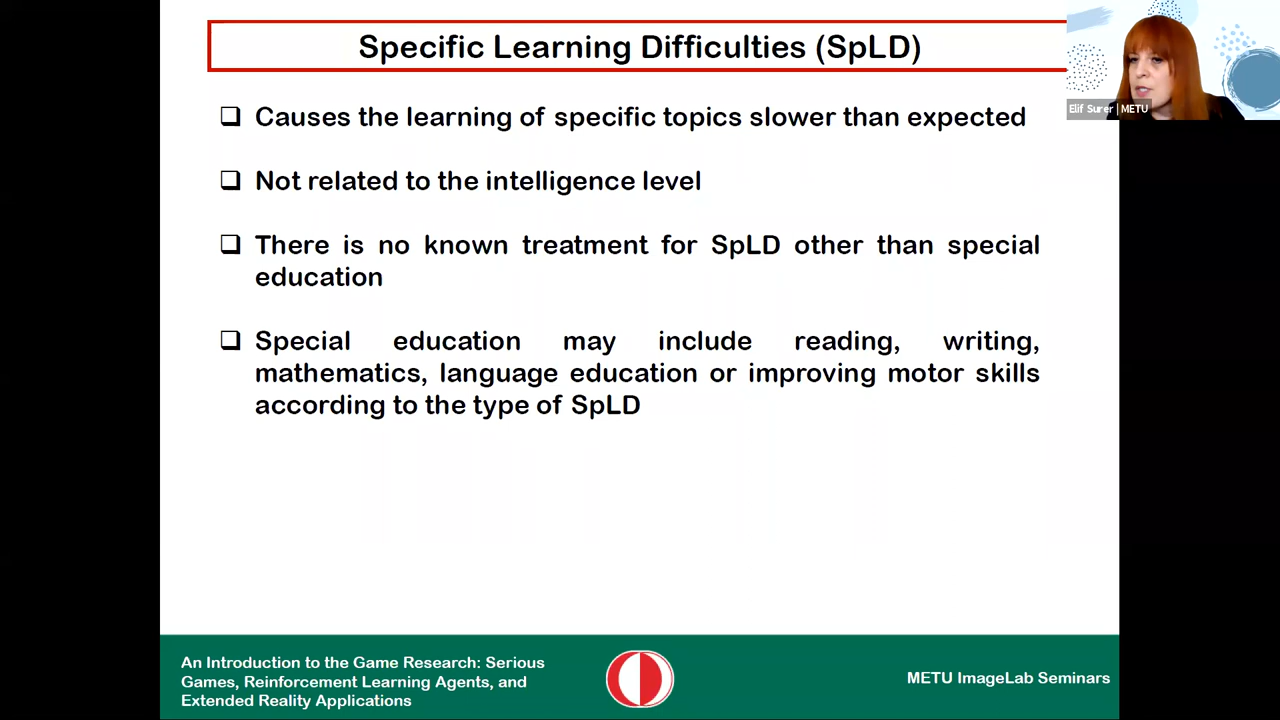 Specific Learning Difficulties (SpLD)
Elif Surer | METU
Causes the learning of specific topics slower than expected
Not related to the intelligence level
There is no known treatment for SpLD other than special
education
Special education may include reading, writing,
mathematics, language education or improving motor skills
according to the type of SpLD
An Introduction to the Game Research: Serious
Games, Reinforcement Learning Agents, and
Extended Reality Applications
METU ImageLab Seminars